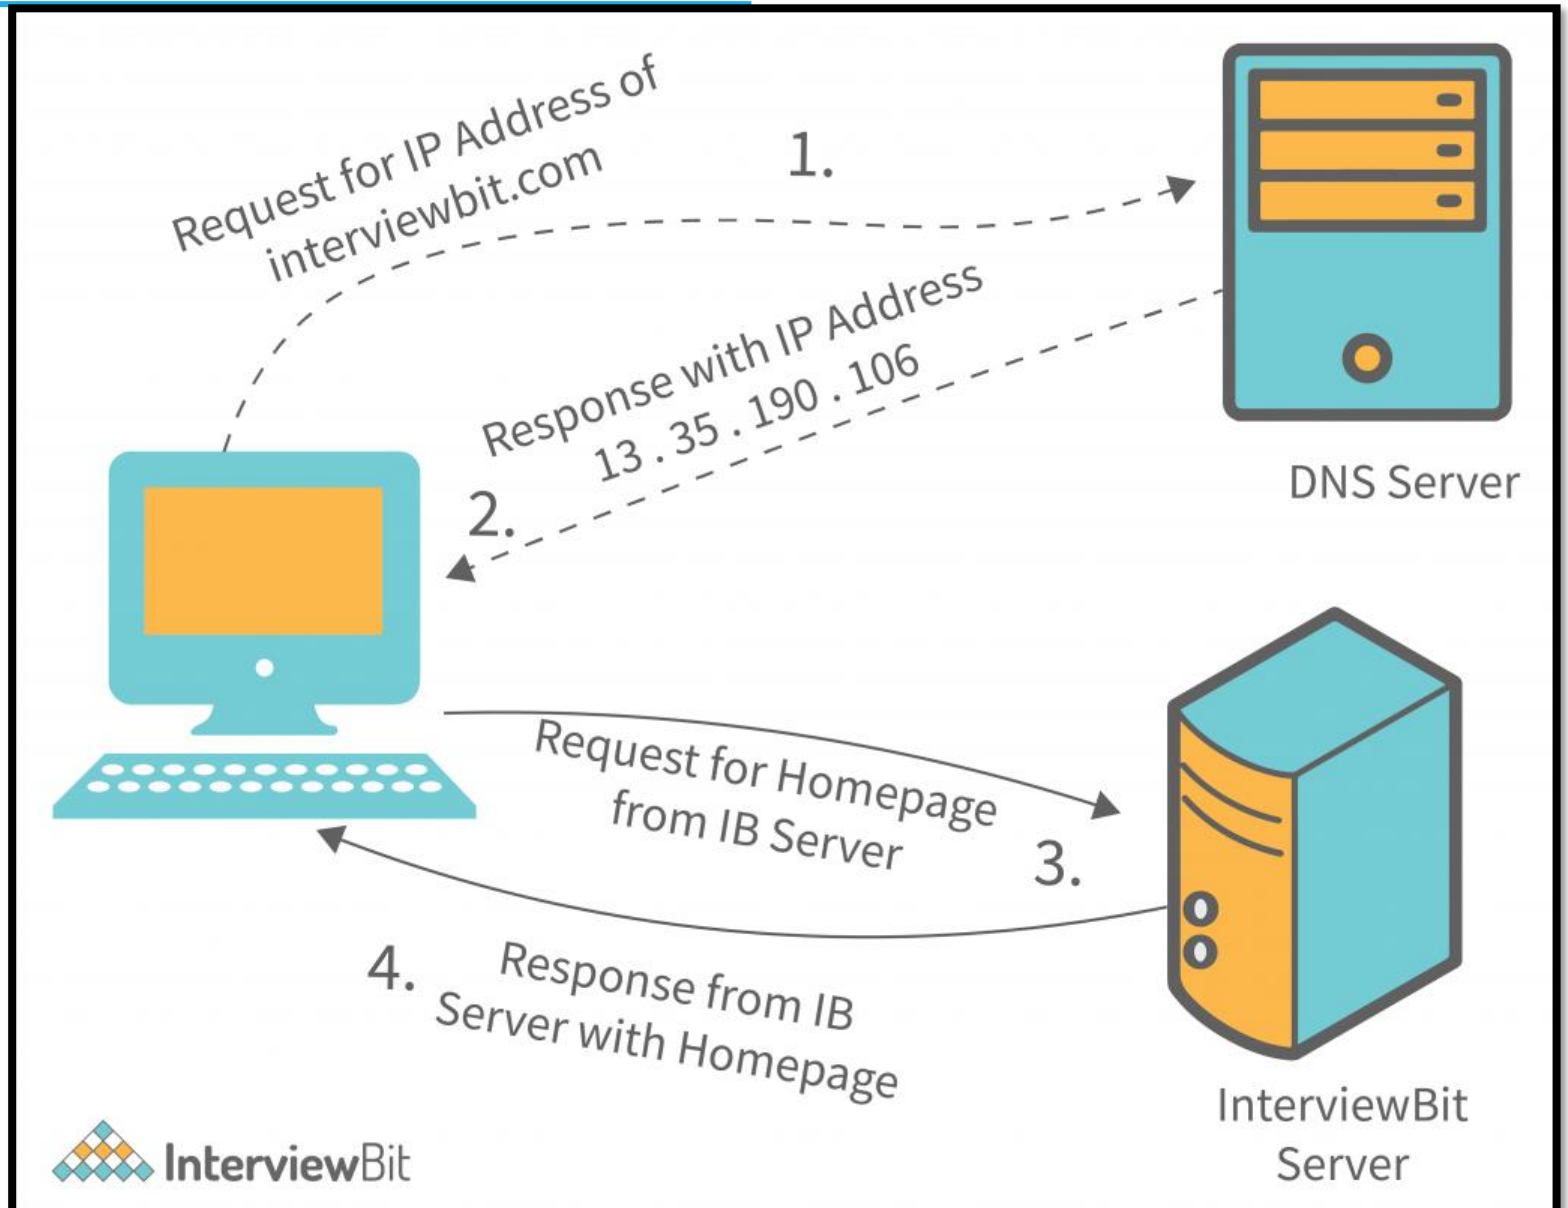 Request for IP Address of
interviewbit.com
1.
Response with IP Address
13 . 35 . 190 . 106
2.
DNS Server
Request for Homepage
from IB Server
3.
4.
Response from IB
Server with Homepage
InterviewBit
Server
InterviewBit